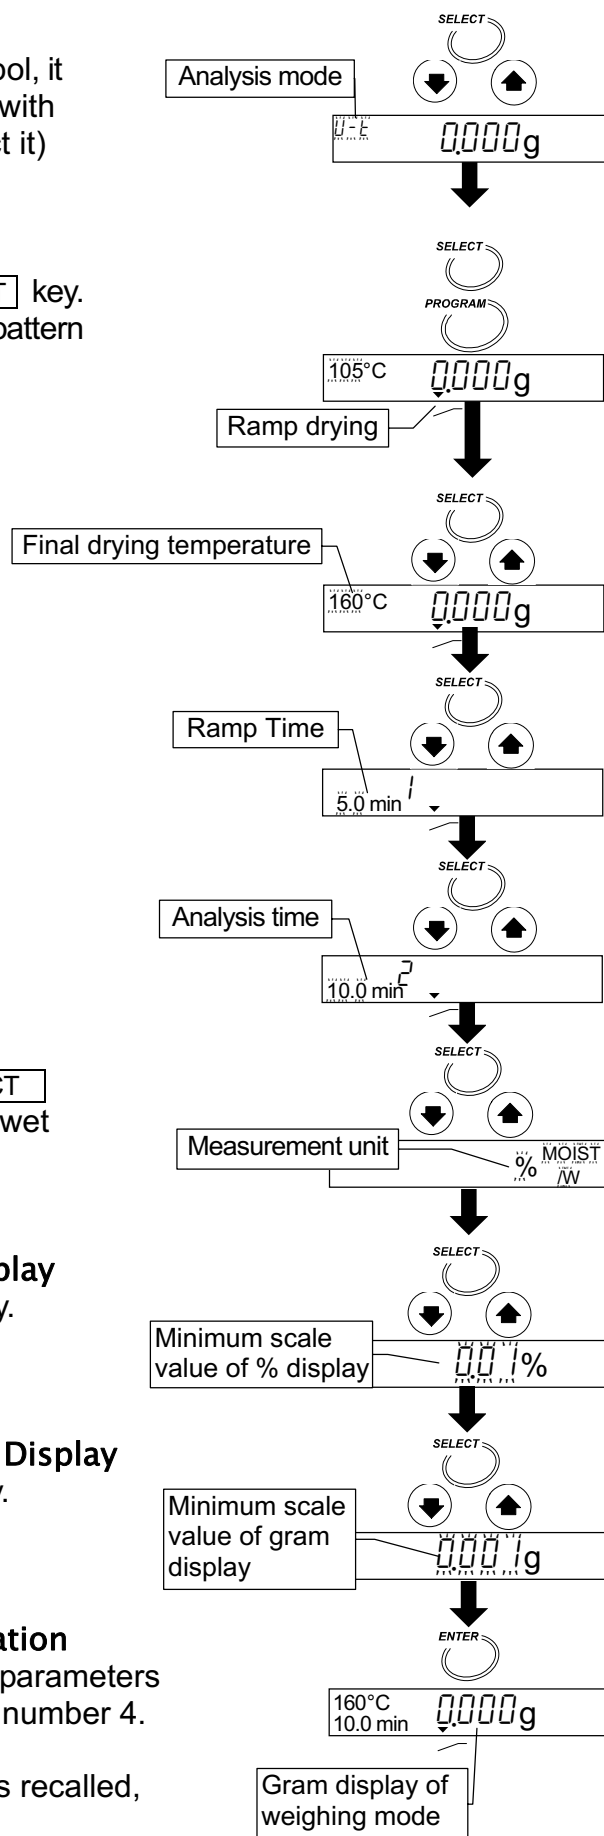 SELECT
ool, it
with
t it)
Analysis mode
U-t 0.000g
SELECT
T key.
pattern
PROGRAM
105°C 0.000g
Ramp drying
SELECT
Final drying temperature
160°C 0.000g
SELECT
Ramp Time
5.0 min 1
SELECT
Analysis time
10.0 min 2
SELECT
CT
wet
Measurement unit
% MOIST
/W
SELECT
play
y.
Minimum scale
value of % display
0.01%
SELECT
Display
y.
Minimum scale
value of gram
display
0.001g
ation
ENTER
parameters
number 4.
160°C
10.0 min
0.000g
s recalled,
Gram display of
weighing mode